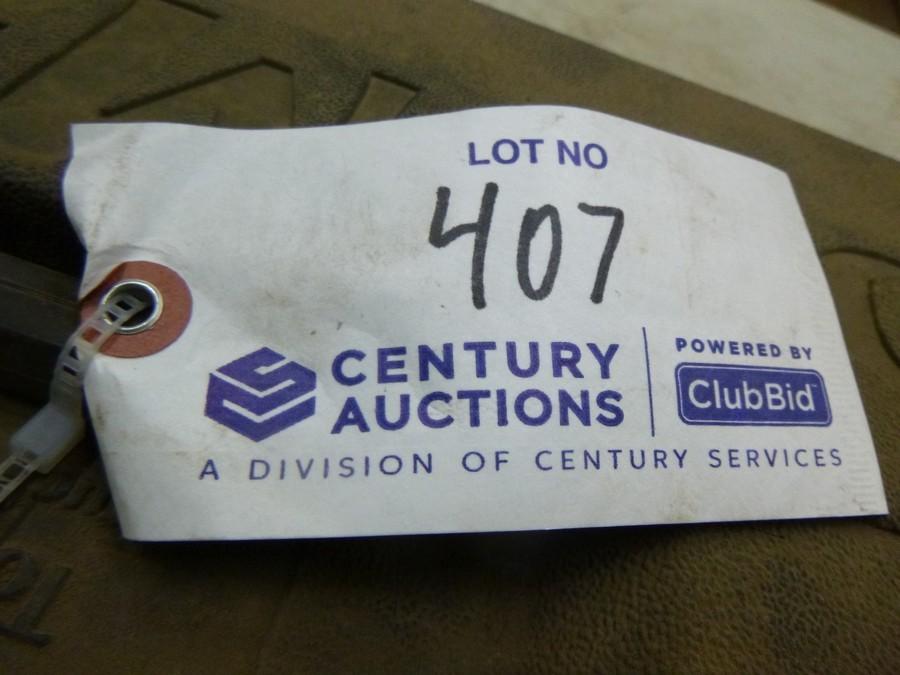 LOT NO
407
CENTURY
AUCTIONS
POWERED BY
ClubBid
A DIVISION OF CENTURY SERVICES